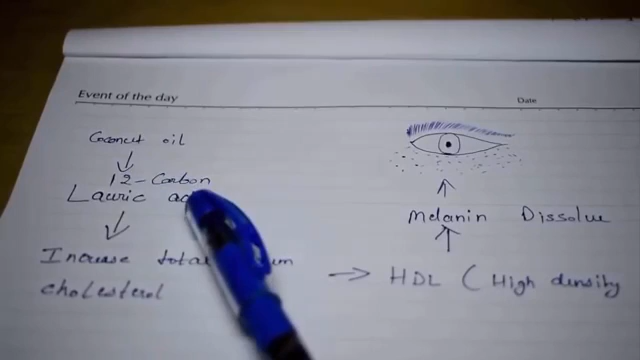 Event of the day
Date
Coconut oil
12-Carbon
Lauric
Increase total
cholesterol
Melanin Dissolve
HDL (High density